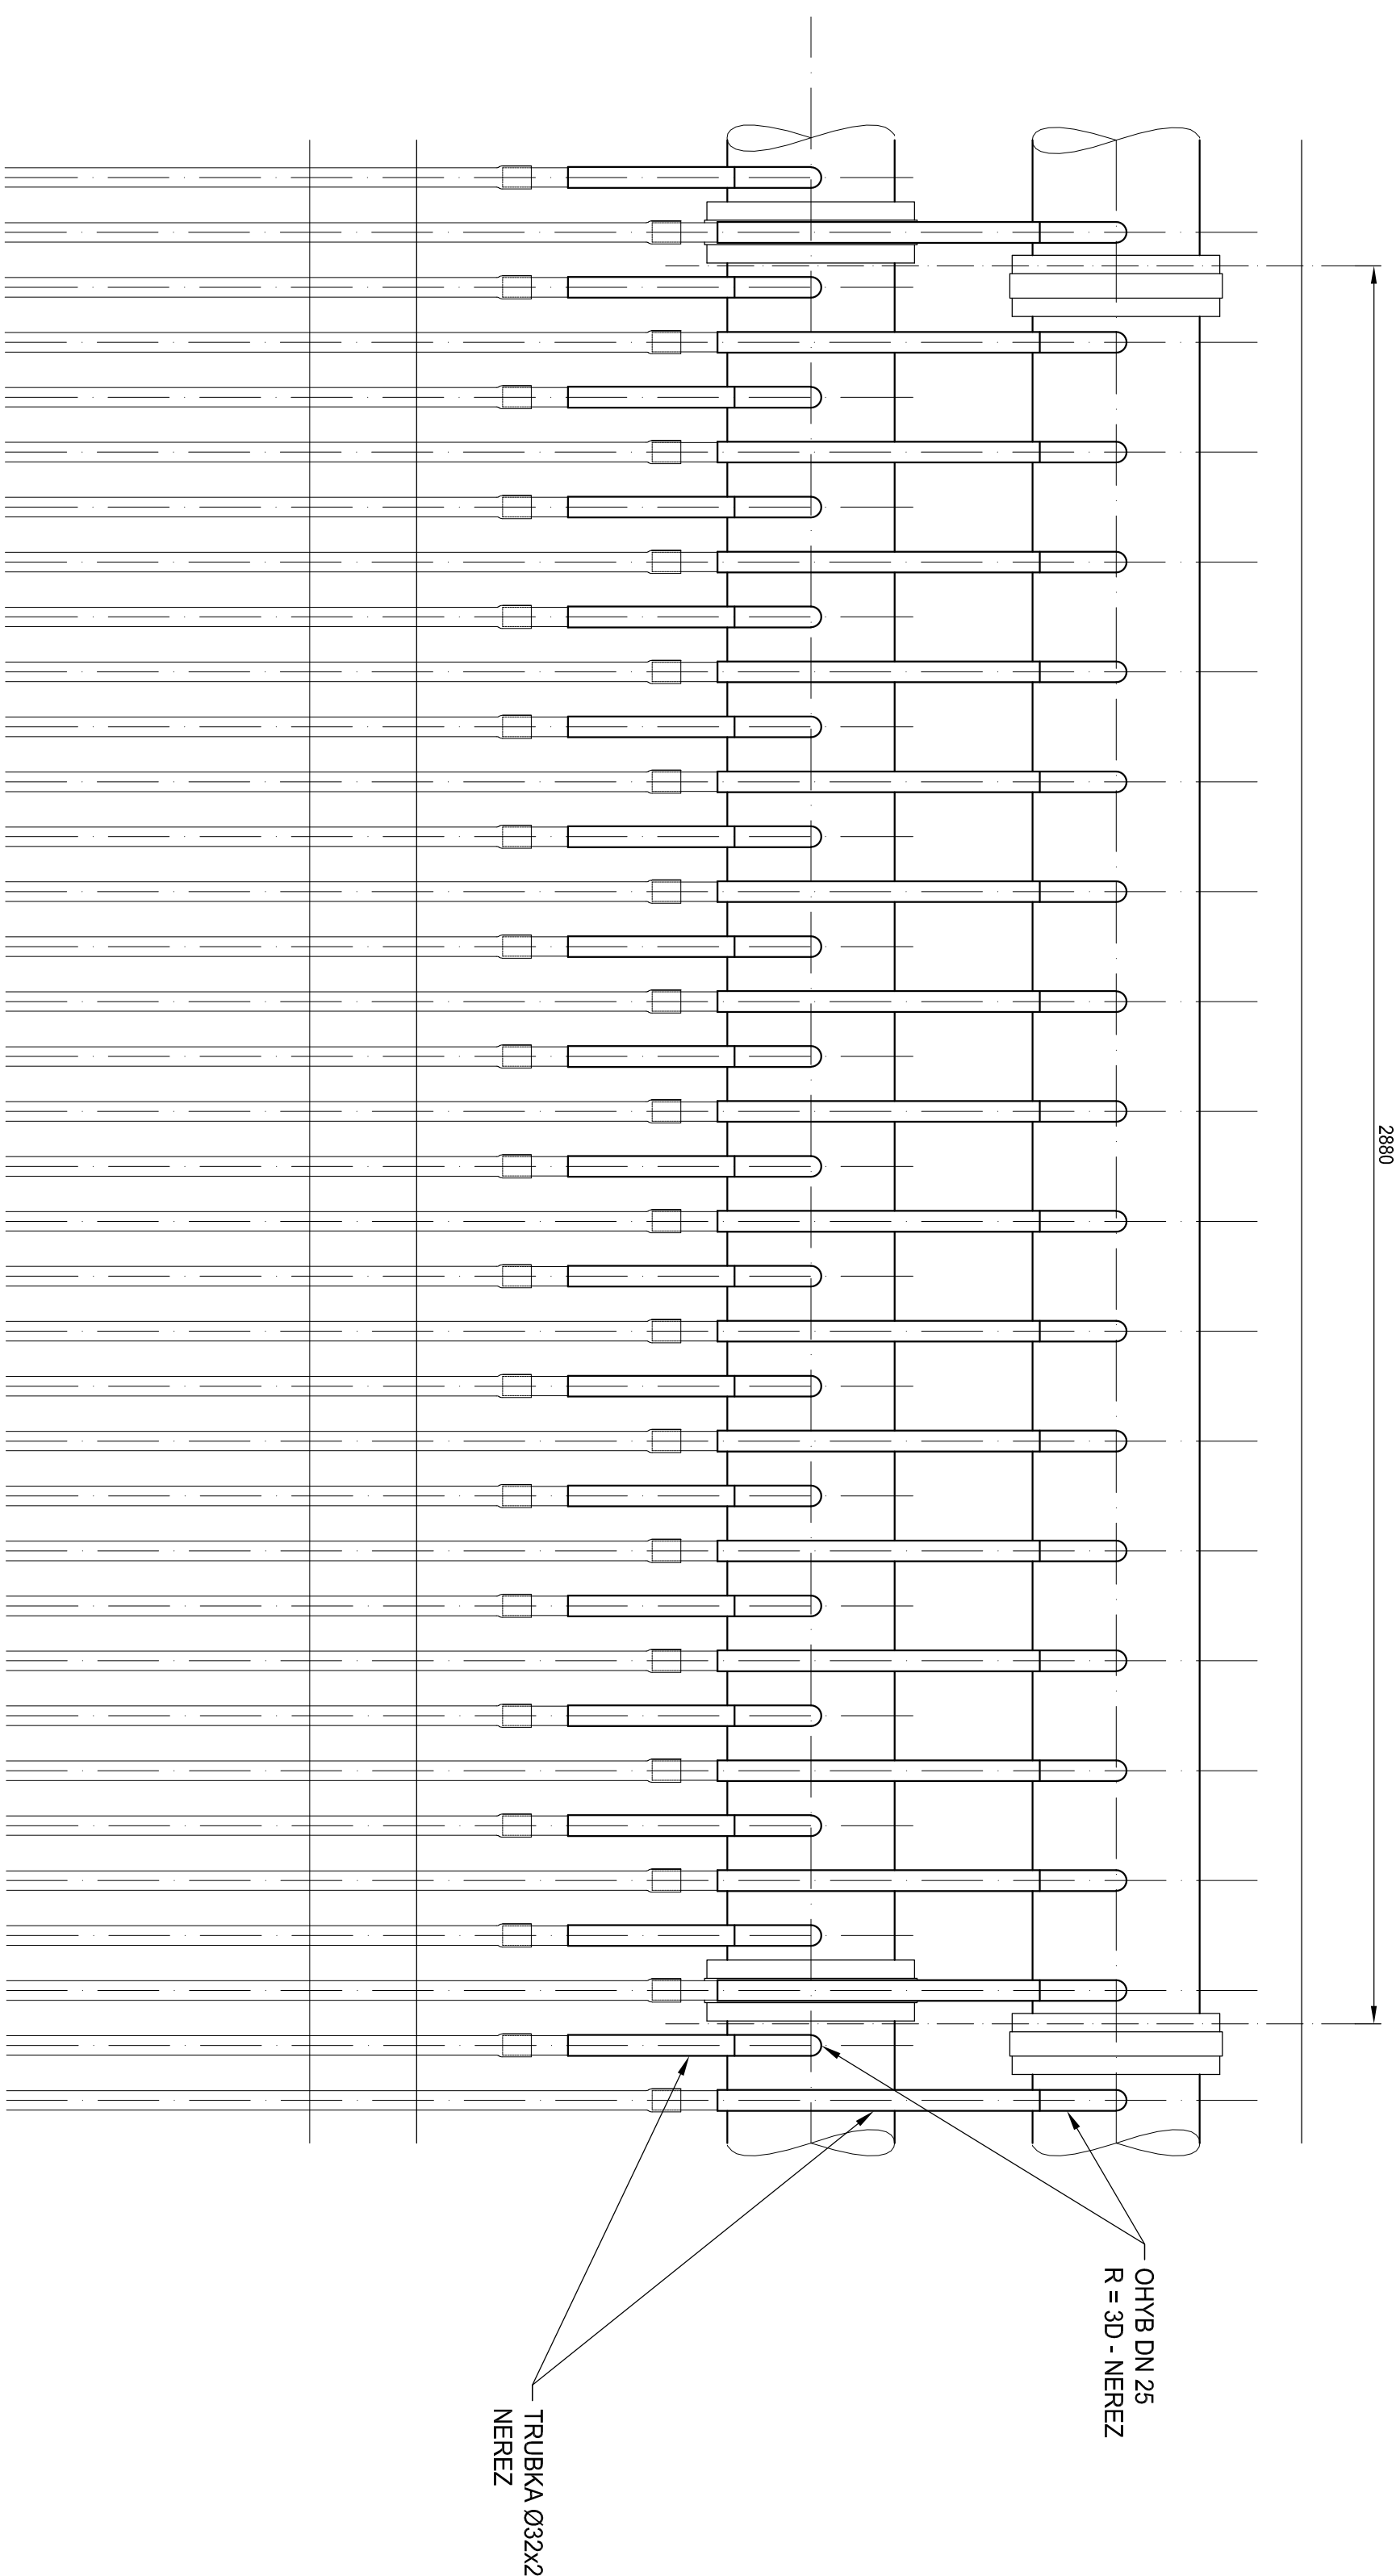 2880
OHYB DN 25
R = 3D - NEREZ
TRUBKA Ø32x2
NEREZ